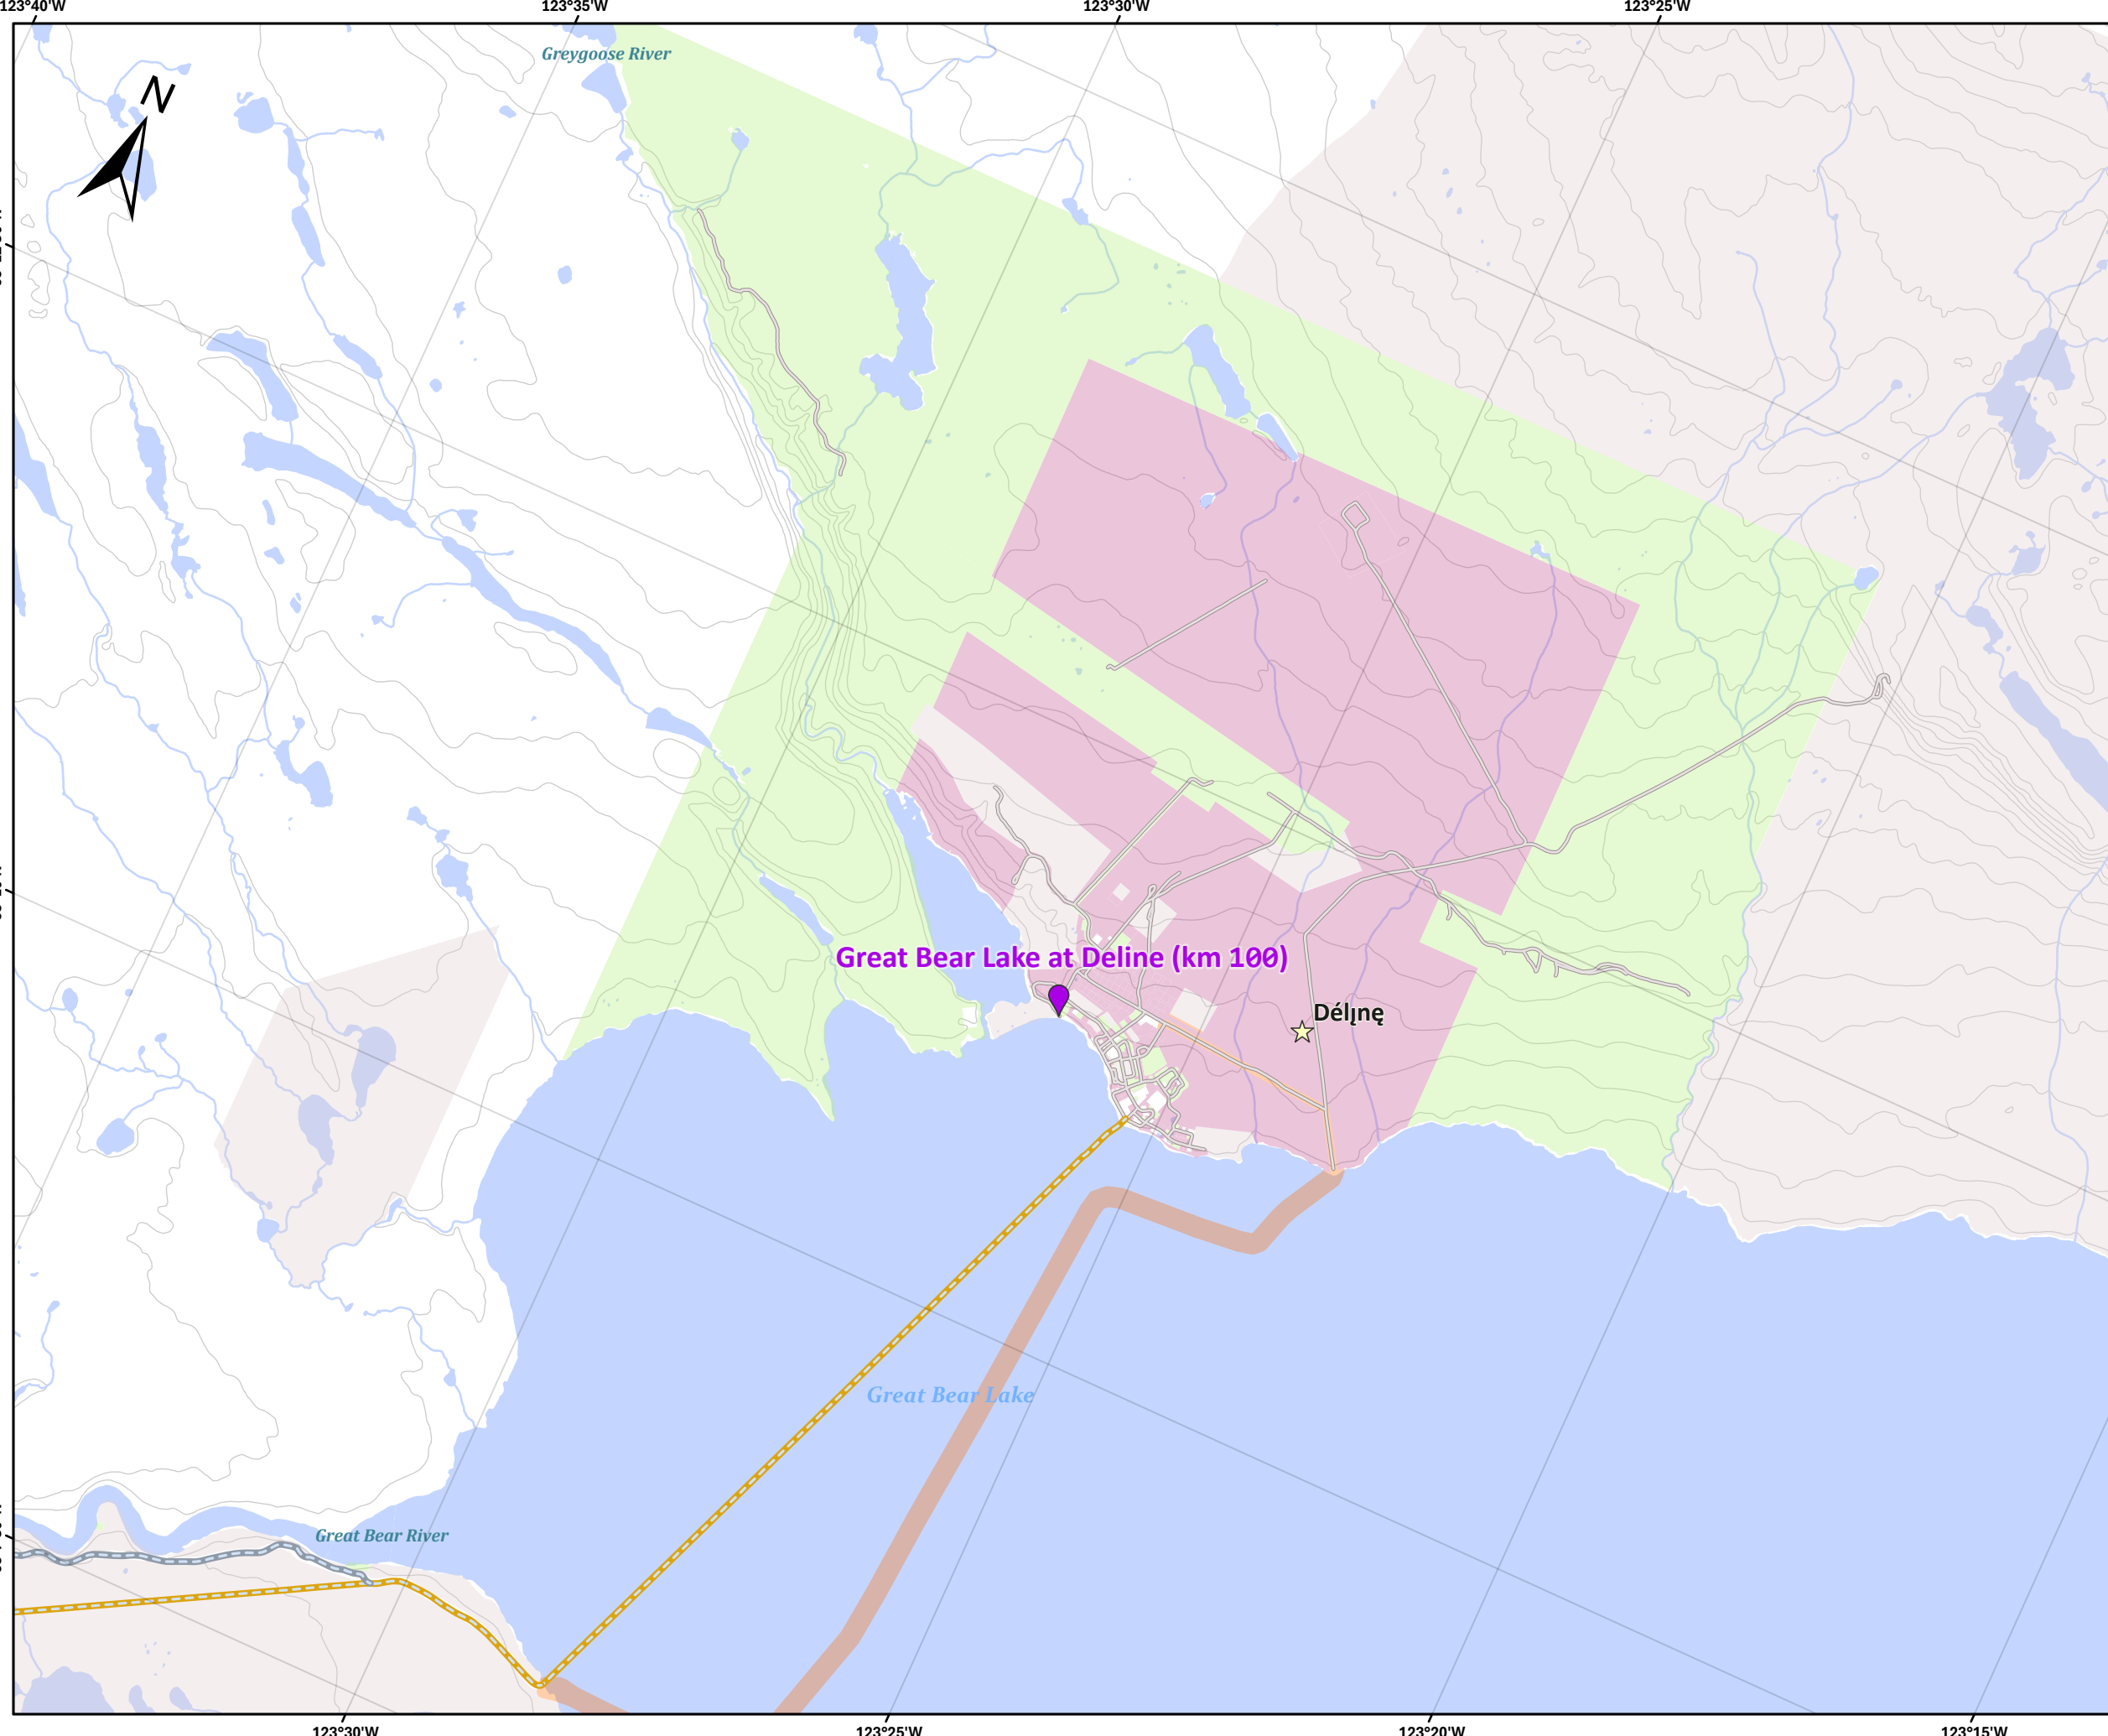 123°40'W
123°35'W
123°30'W
123°25'W
Greygoose River
N
Great Bear Lake at Deline (km 100)
Délı̨nę
Great Bear Lake
Great Bear River
123°30'W
123°25'W
123°20'W
123°15'W